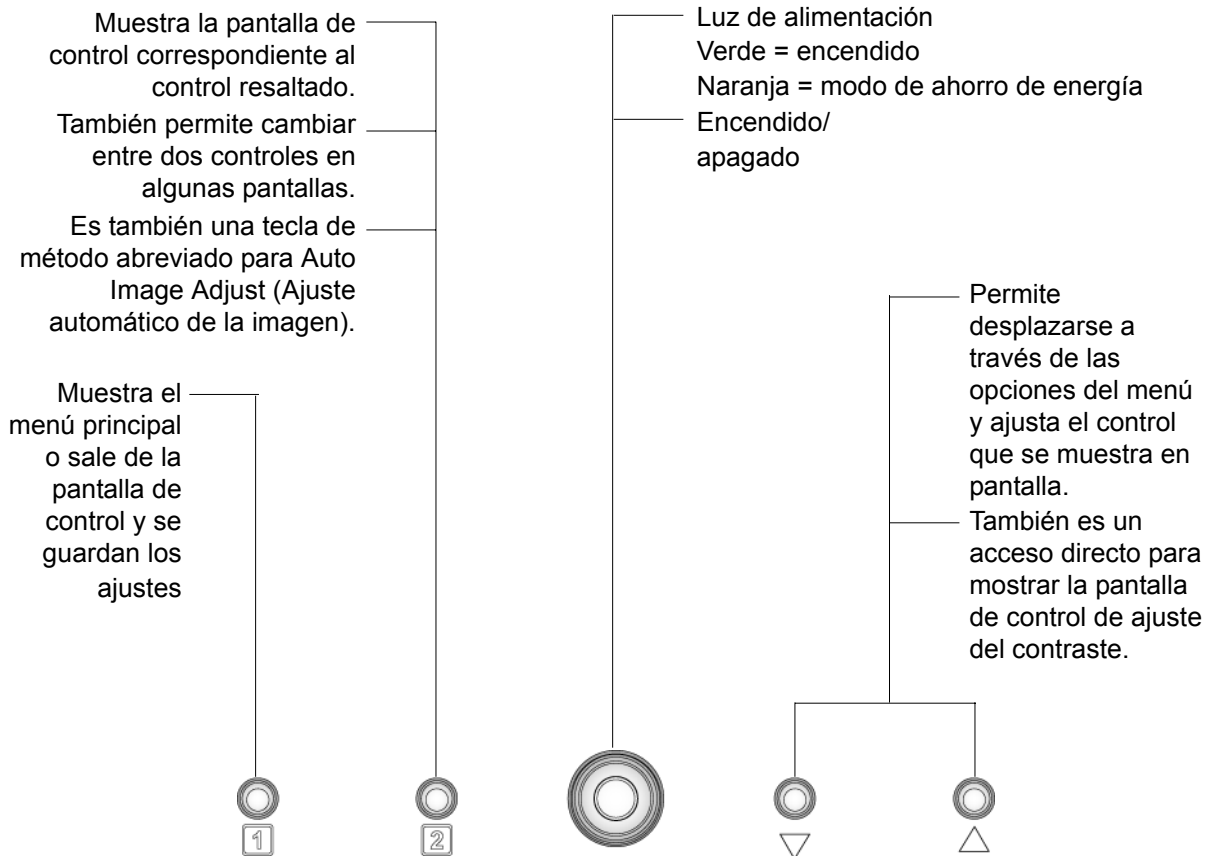 Muestra la pantalla de
control correspondiente al
control resaltado.
También permite cambiar
entre dos controles en
algunas pantallas.
Es también una tecla de
método abreviado para Auto
Image Adjust (Ajuste
automático de la imagen).
Muestra el
menú principal
o sale de la
pantalla de
control y se
guardan los
ajustes
Luz de alimentación
Verde = encendido
Naranja = modo de ahorro de energía
Encendido/
apagado
Permite
desplazarse a
través de las
opciones del menú
y ajusta el control
que se muestra en
pantalla.
También es un
acceso directo para
mostrar la pantalla
de control de ajuste
del contraste.
1
2